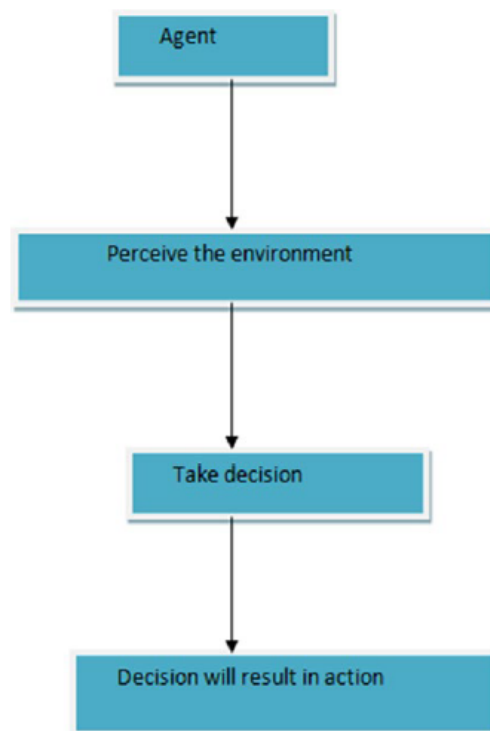 Agent
Perceive the environment
Take decision
Decision will result in action